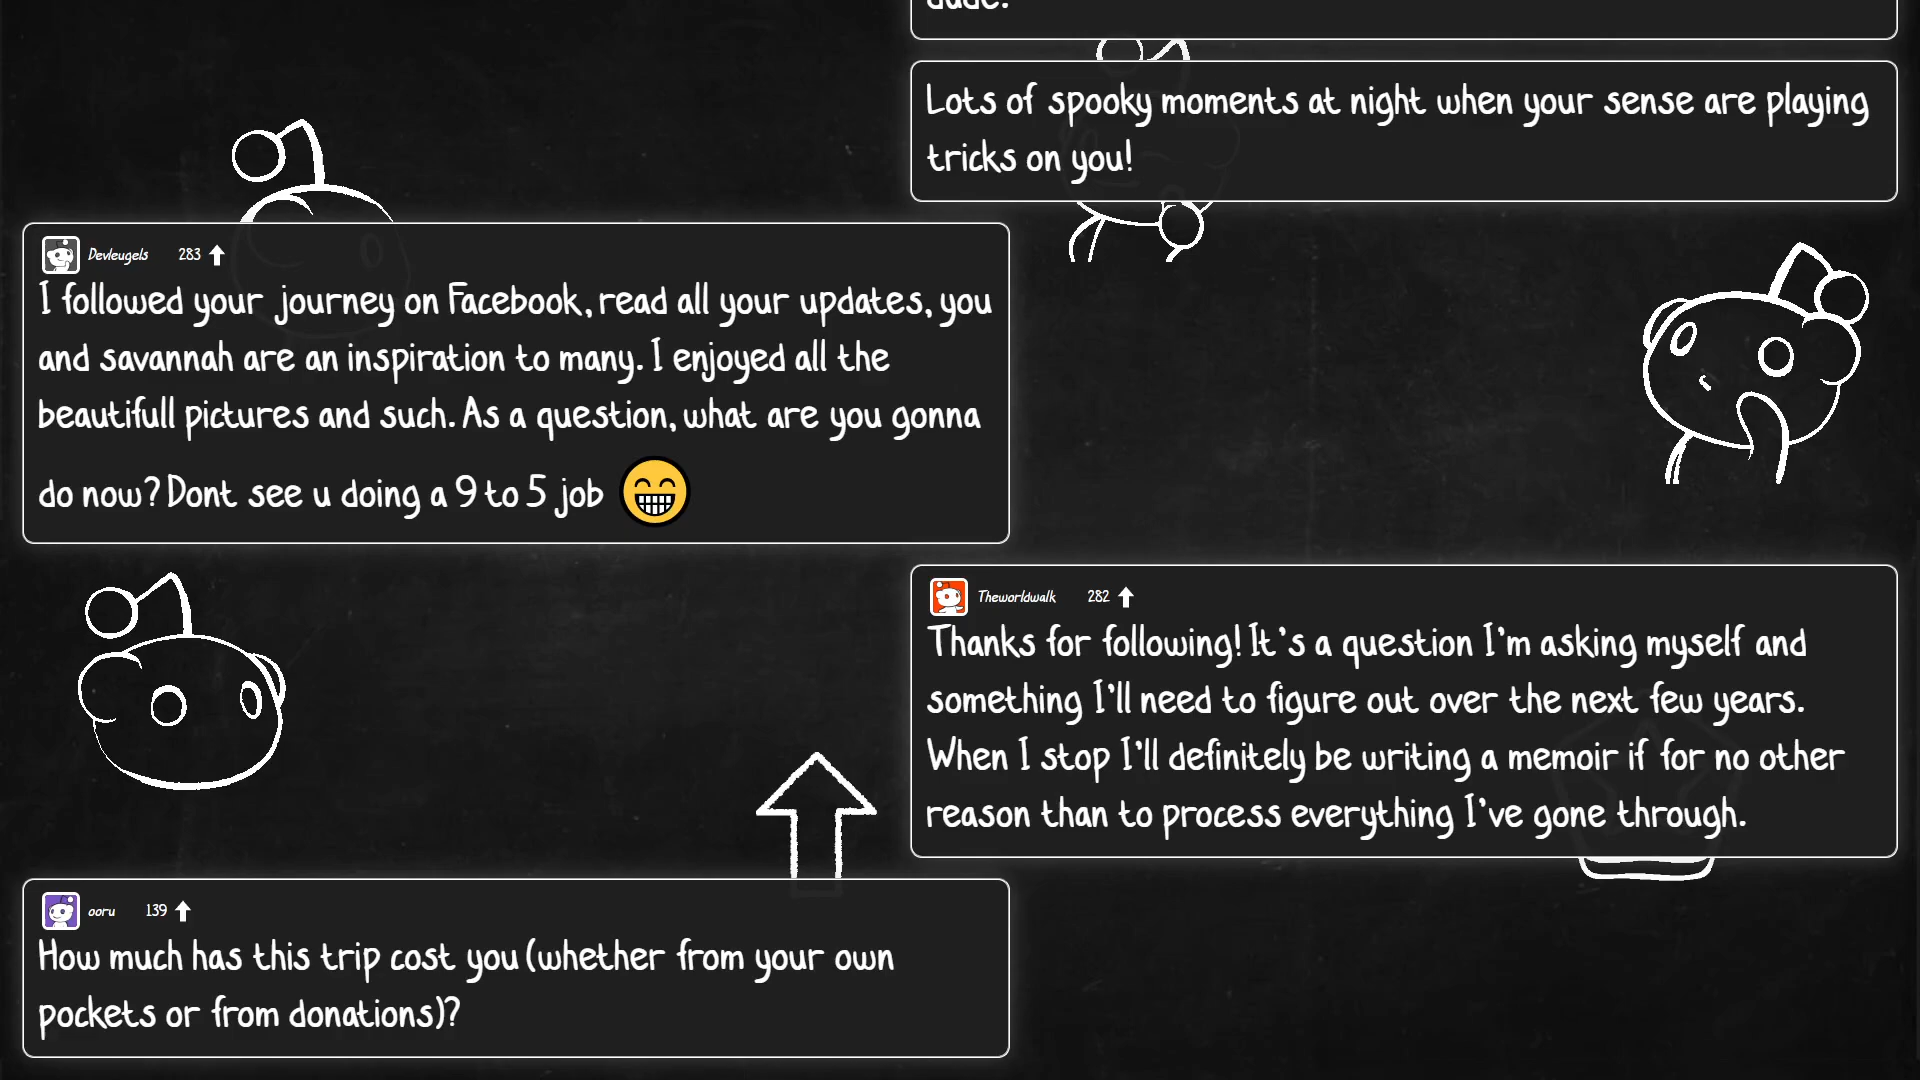 dude.
Lots of spooky moments at night when your sense are playing
tricks on you!
Devleugels 283
I followed your journey on Facebook, read all your updates, you
and savannah are an inspiration to many. I enjoyed all the
beautifull pictures and such. As a question, what are you gonna
do now? Dont see u doing a 9 to 5 job
Theworldwalk 282
Thanks for following! It's a question I'm asking myself and
something I'll need to figure out over the next few years.
When I stop I'll definitely be writing a memoir if for no other
reason than to process everything I've gone through.
ooru 139
How much has this trip cost you (whether from your own
pockets or from donations)?